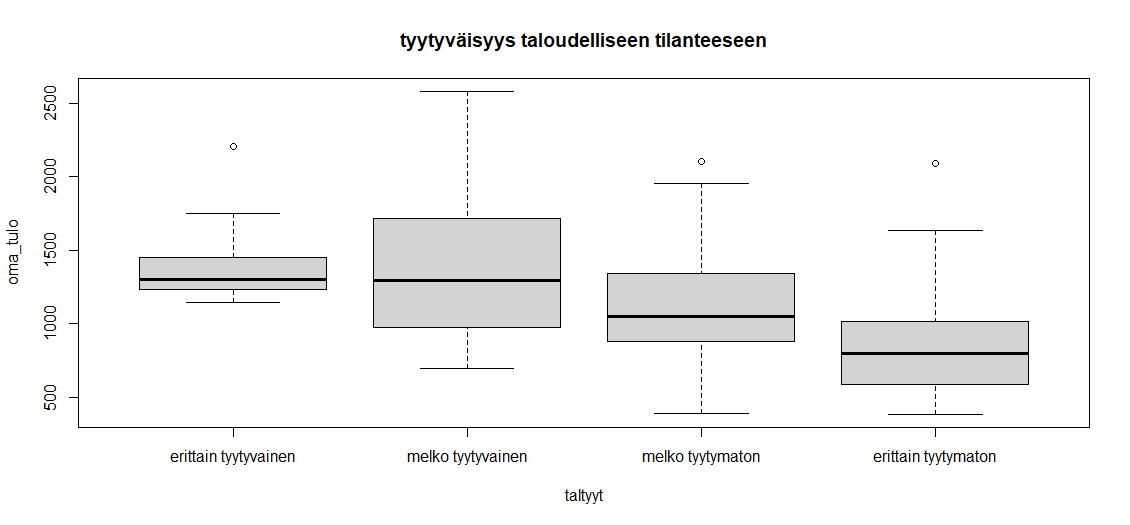 tyytyväisyys taloudelliseen tilanteeseen
oma_tulo
2500
2000
1500
1000
500
erittain tyytyvainen
melko tyytyvainen
melko tyytymaton
erittain tyytymaton
taltyyt